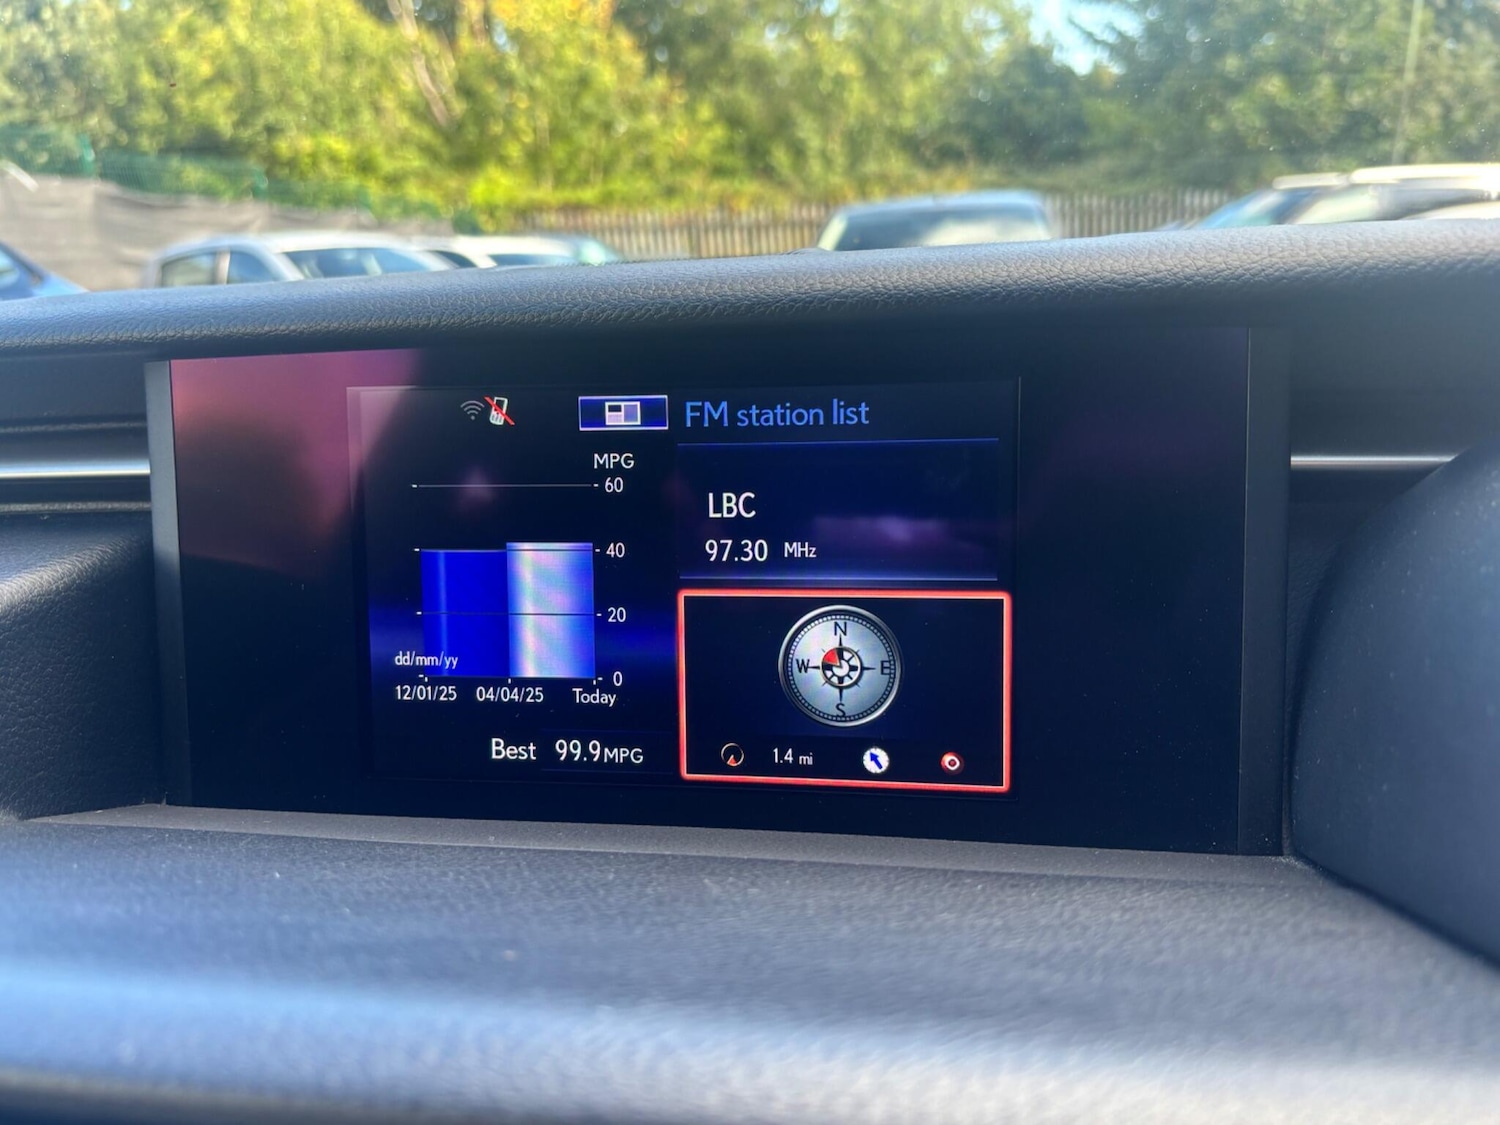 FM station list
MPG
60
LBC
97.30 MHz
40
20
dd/mm/yy
0
12/01/25 04/04/25 Today
Best 99.9MPG
N
W E
S
1.4 mi